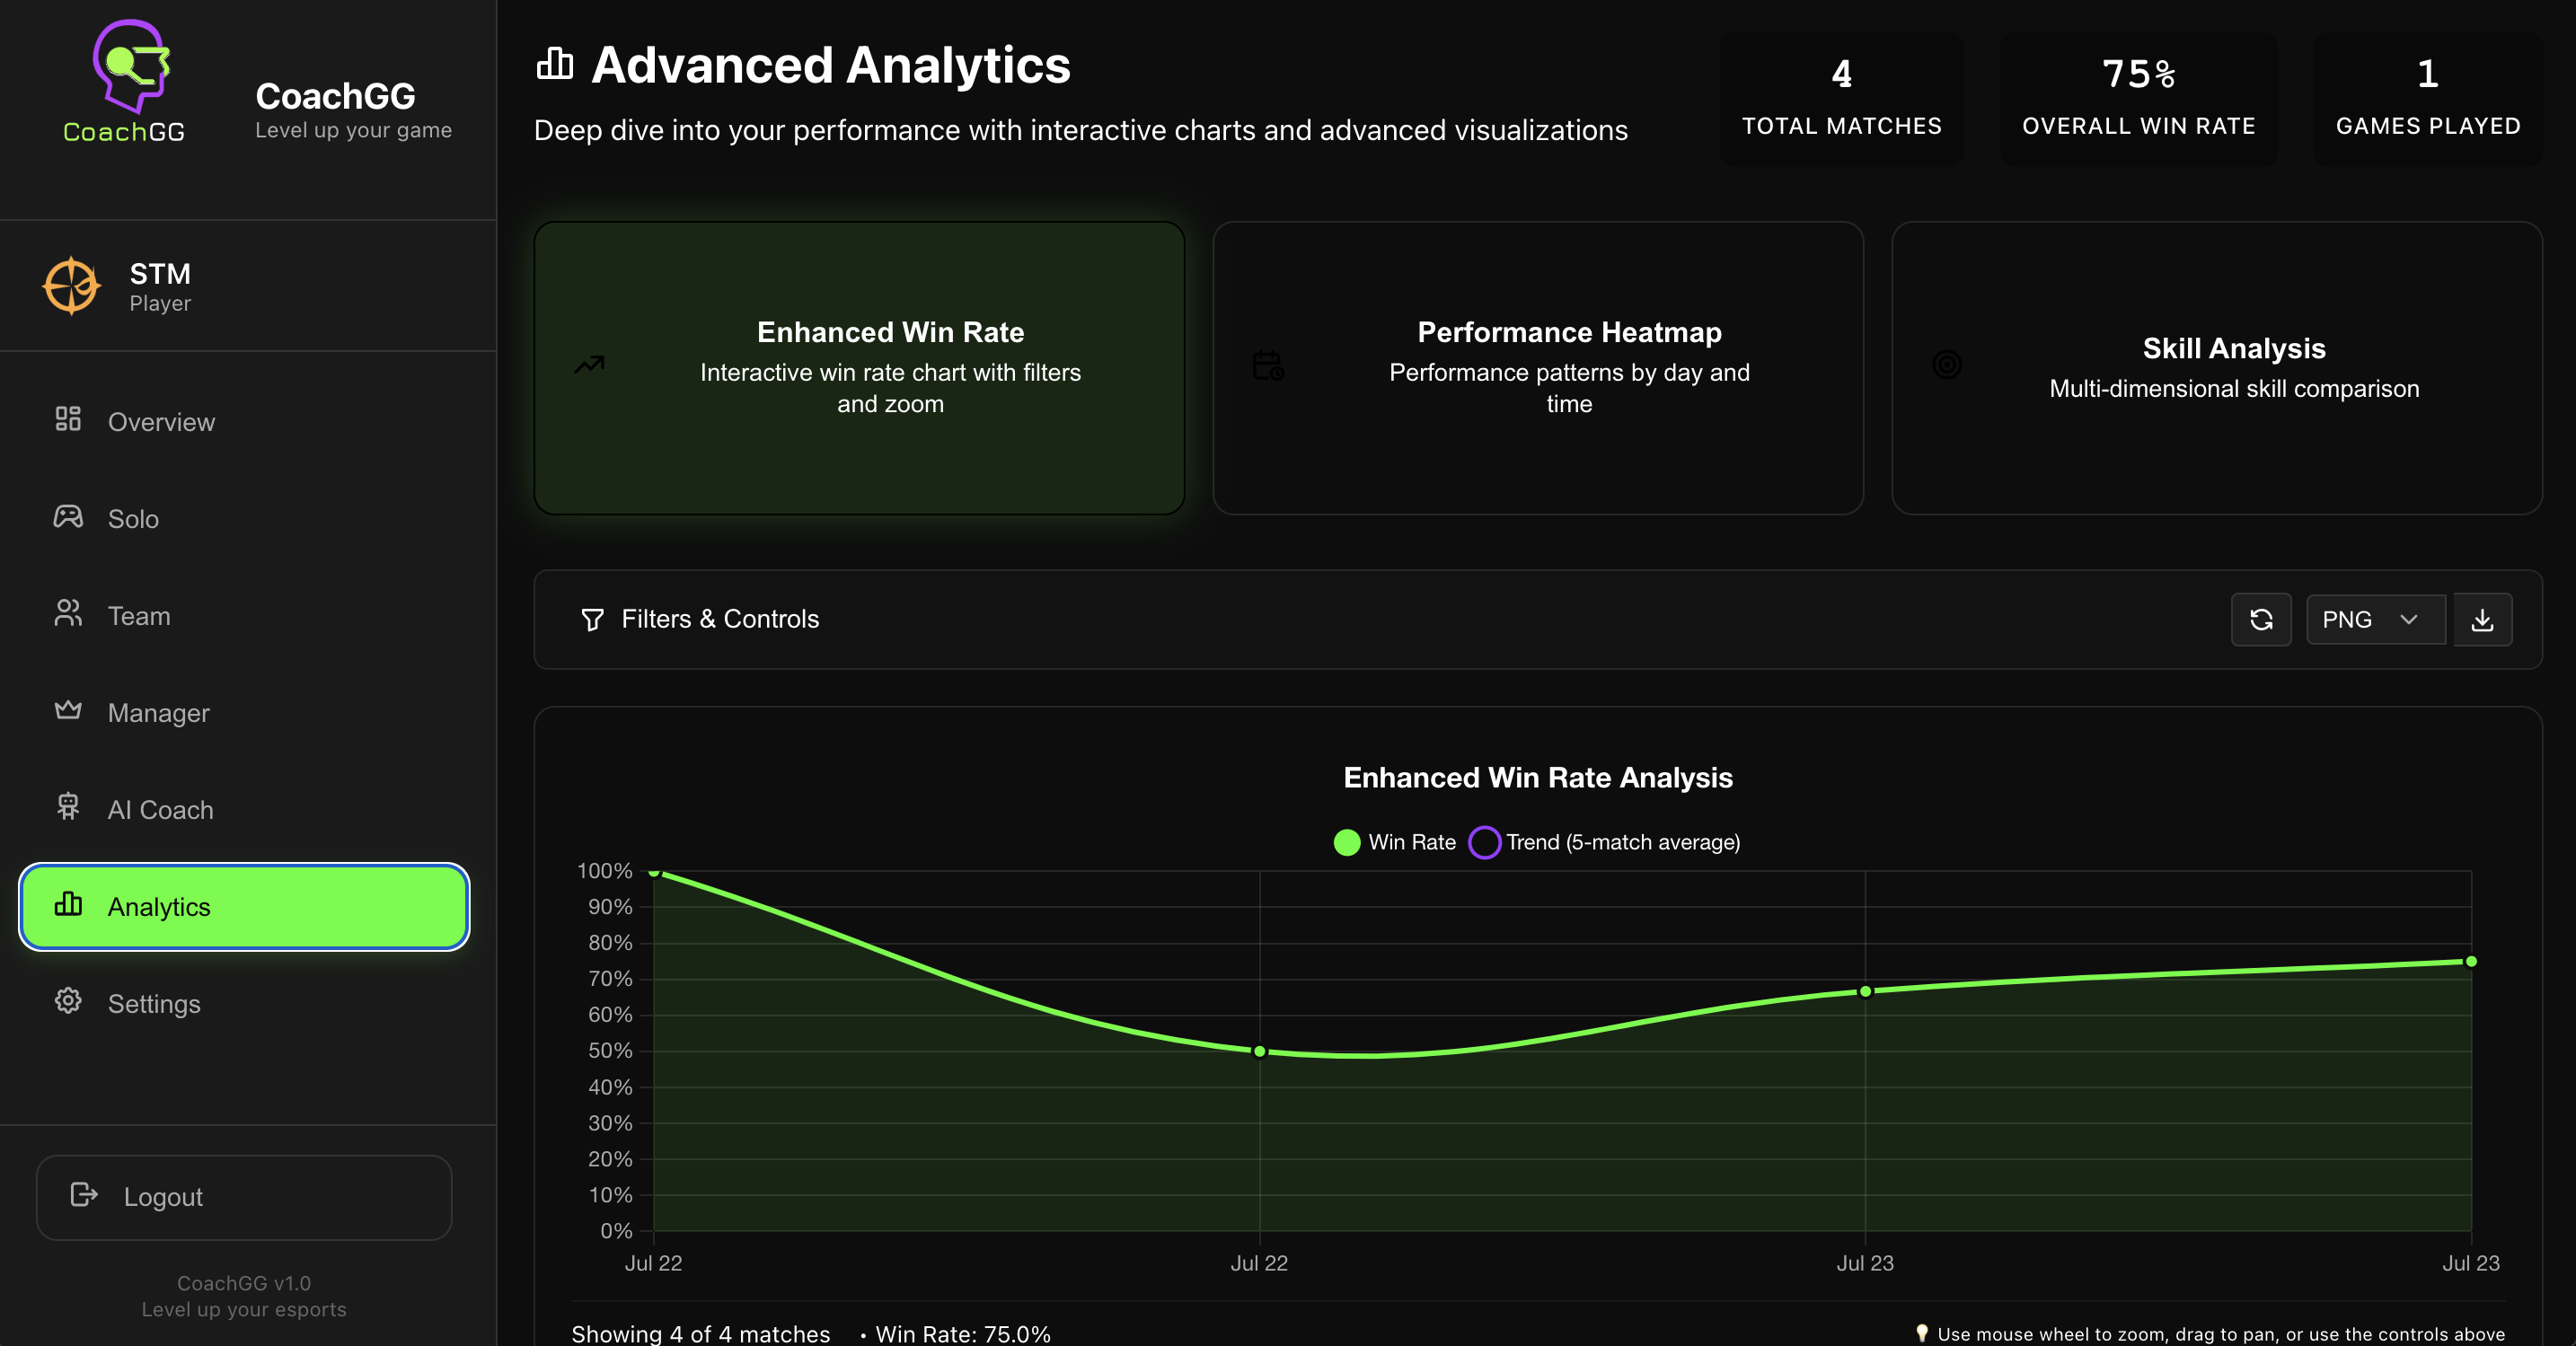 CoachGG
CoachGG
Level up your game
STM
Player
Overview
Solo
Team
Manager
AI Coach
Analytics
Settings
Logout
CoachGG v1.0
Level up your esports
Advanced Analytics
Deep dive into your performance with interactive charts and advanced visualizations
4
TOTAL MATCHES
75%
OVERALL WIN RATE
1
GAMES PLAYED
Enhanced Win Rate
Interactive win rate chart with filters
and zoom
Performance Heatmap
Performance patterns by day and
time
Skill Analysis
Multi-dimensional skill comparison
Filters & Controls
PNG
Enhanced Win Rate Analysis
Win Rate Trend (5-match average)
100%
90%
80%
70%
60%
50%
40%
30%
20%
10%
0%
Jul 22 Jul 22 Jul 23 Jul 23
Showing 4 of 4 matches • Win Rate: 75.0%
💡 Use mouse wheel to zoom, drag to pan, or use the controls above